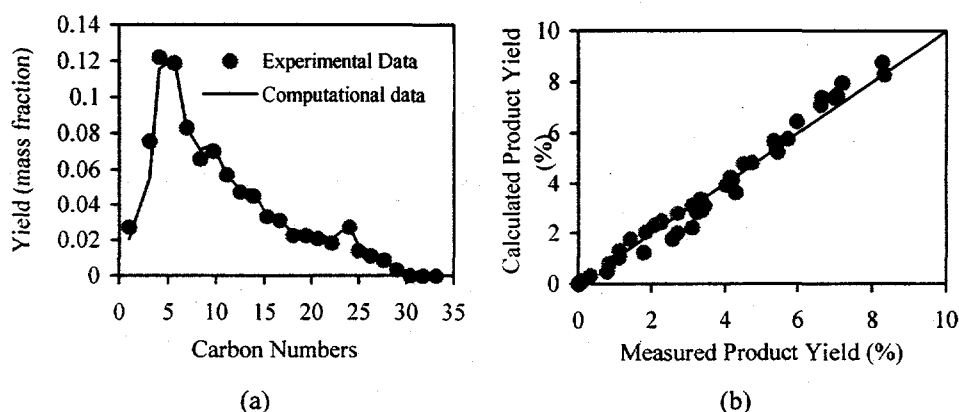 0.14
0.12
0.10
0.08
0.06
0.04
0.02
0
Yield (mass fraction)
Experimental Data
Computational data
0 5 10 15 20 25 30 35
Carbon Numbers
(a)
10
8
6
4
2
0
Calculated Product Yield
(%)
0 2 4 6 8 10
Measured Product Yield (%)
(b)